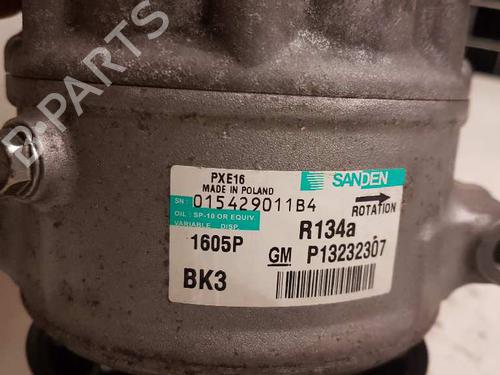 B-PARTS
PXE16
MADE IN POLAND
SANDEN
SN: 015429011B4
OIL: SP-10 OR EQUIV.
VARIABLE DISP.
ROTATION
1605P
R134a
GM P13232307
BK3